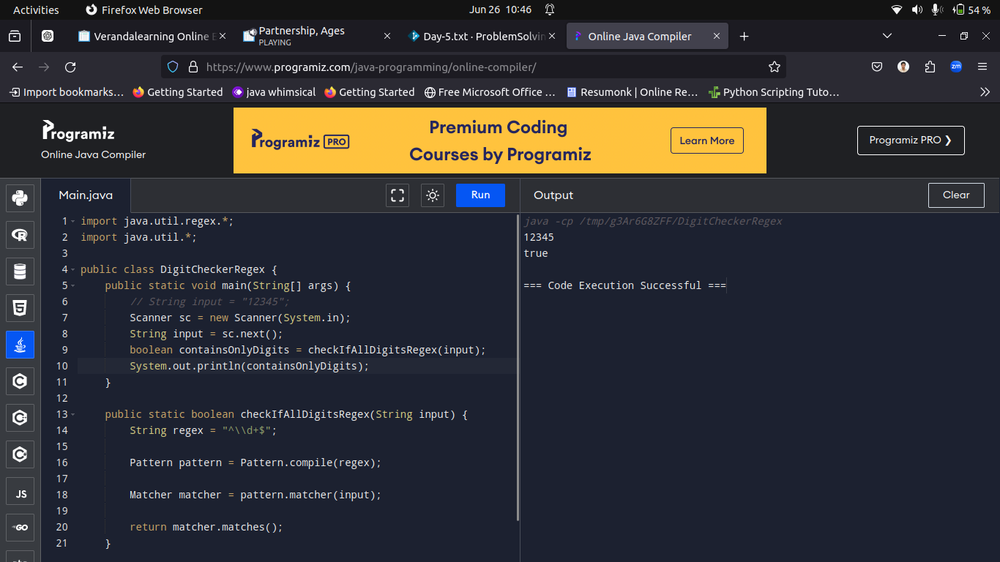 Activities
Firefox Web Browser
Jun 26 10:46
54 %
Verandalearning Online E
Partnership, Ages
PLAYING
Day-5.txt · ProblemSolvin
Online Java Compiler
https://www.programiz.com/java-programming/online-compiler/
zm
Import bookmarks…
Getting Started
java whimsical
Getting Started
Free Microsoft Office …
Resumonk | Online Re…
Python Scripting Tuto…
Programiz
Online Java Compiler
Programiz PRO
Premium Coding
Courses by Programiz
Learn More
Programiz PRO ❯
Main.java
Run
Output
Clear
1 import java.util.regex.*;
2 import java.util.*;
3
4 public class DigitCheckerRegex {
5     public static void main(String[] args) {
6         // String input = "12345";
7         Scanner sc = new Scanner(System.in);
8         String input = sc.next();
9         boolean containsOnlyDigits = checkIfAllDigitsRegex(input);
10         System.out.println(containsOnlyDigits);
11     }
12
13     public static boolean checkIfAllDigitsRegex(String input) {
14         String regex = "^\\d+$";
15
16         Pattern pattern = Pattern.compile(regex);
17
18         Matcher matcher = pattern.matcher(input);
19
20         return matcher.matches();
21     }
java -cp /tmp/g3Ar6G8ZFF/DigitCheckerRegex
12345
true
=== Code Execution Successful ===
R
5
C
C
C
JS
GO